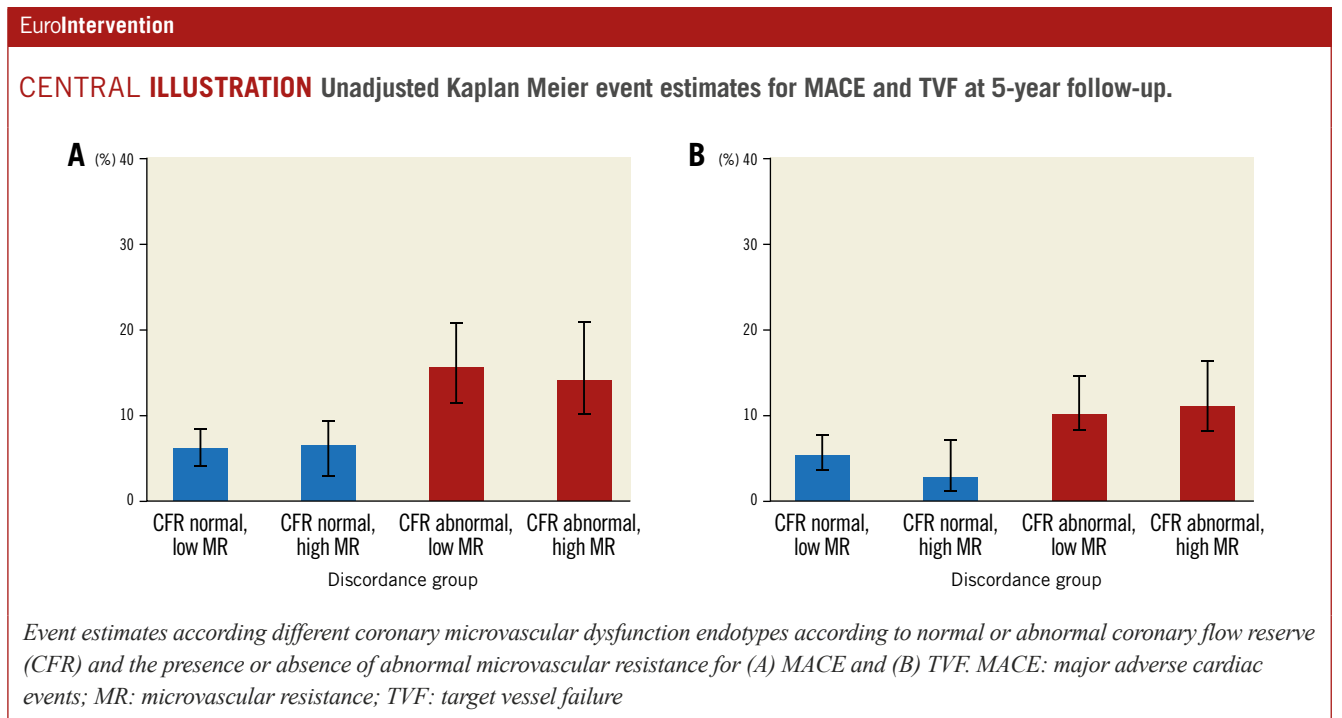 EuroIntervention
CENTRAL ILLUSTRATION Unadjusted Kaplan Meier event estimates for MACE and TVF at 5-year follow-up.
A
(%) 40
30
20
10
0
CFR normal, low MR
CFR normal, high MR
CFR abnormal, low MR
CFR abnormal, high MR
Discordance group
B
(%) 40
30
20
10
0
CFR normal, low MR
CFR normal, high MR
CFR abnormal, low MR
CFR abnormal, high MR
Discordance group
Event estimates according different coronary microvascular dysfunction endotypes according to normal or abnormal coronary flow reserve
(CFR) and the presence or absence of abnormal microvascular resistance for (A) MACE and (B) TVF. MACE: major adverse cardiac
events; MR: microvascular resistance; TVF: target vessel failure